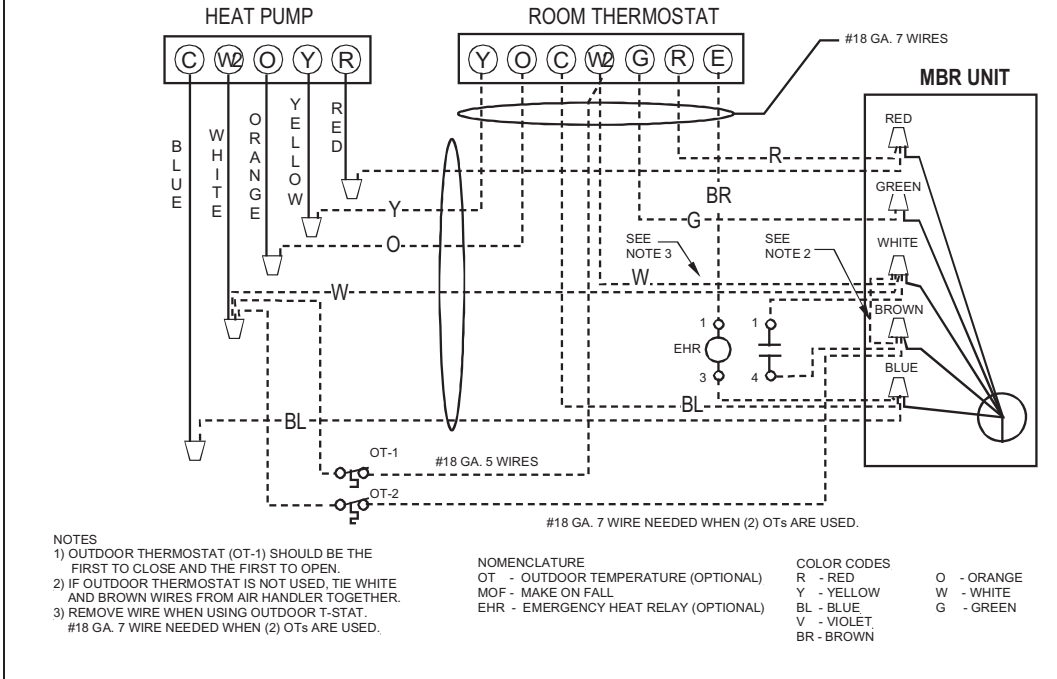 HEAT PUMP
ROOM THERMOSTAT
#18 GA. 7 WIRES
C W2 O Y R
Y O C W2 G R E
MBR UNIT
BLUE
WHITE
ORANGE
YELLOW
RED
RED
R
BR
GREEN
Y
G
O
SEE
NOTE 3
SEE
NOTE 2
WHITE
W
W
BROWN
1
1
EHR
3
4
BLUE
BL
BL
OT-1
#18 GA. 5 WIRES
OT-2
#18 GA. 7 WIRE NEEDED WHEN (2) OTs ARE USED.
NOTES
1) OUTDOOR THERMOSTAT (OT-1) SHOULD BE THE
FIRST TO CLOSE AND THE FIRST TO OPEN.
2) IF OUTDOOR THERMOSTAT IS NOT USED, TIE WHITE
AND BROWN WIRES FROM AIR HANDLER TOGETHER.
3) REMOVE WIRE WHEN USING OUTDOOR T-STAT.
#18 GA. 7 WIRE NEEDED WHEN (2) OTs ARE USED.
NOMENCLATURE
OT - OUTDOOR TEMPERATURE (OPTIONAL)
MOF - MAKE ON FALL
EHR - EMERGENCY HEAT RELAY (OPTIONAL)
COLOR CODES
R - RED
Y - YELLOW
BL - BLUE
V - VIOLET
BR - BROWN
O - ORANGE
W - WHITE
G - GREEN